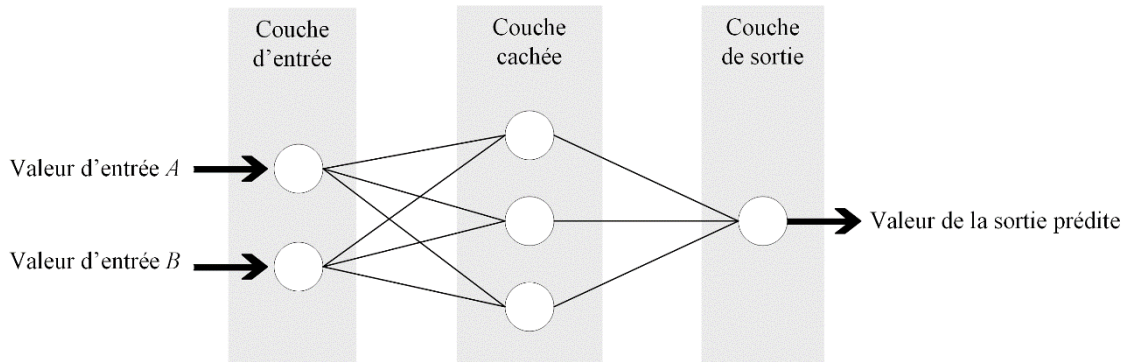 Couche
d’entrée
Couche
cachée
Couche
de sortie
Valeur d’entrée A
Valeur d’entrée B
Valeur de la sortie prédite